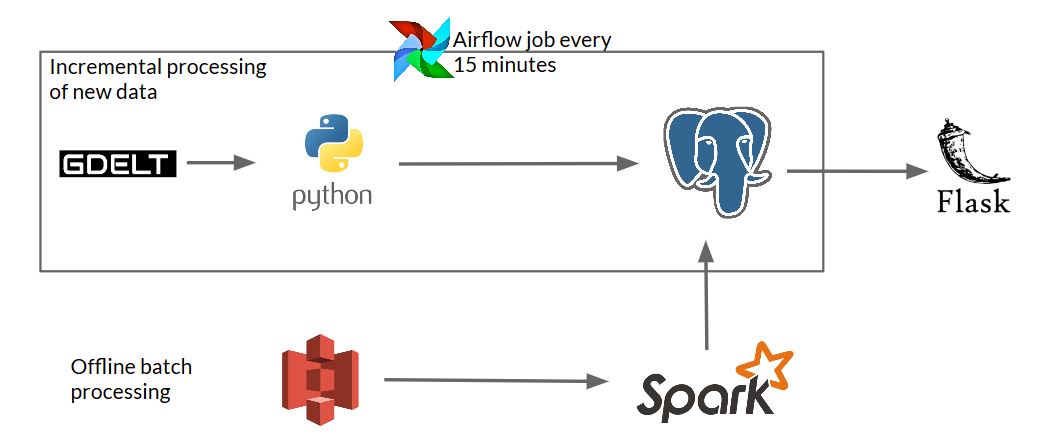 Airflow job every
15 minutes
Incremental processing
of new data
GDELT
python
Flask
Offline batch
processing
Spark